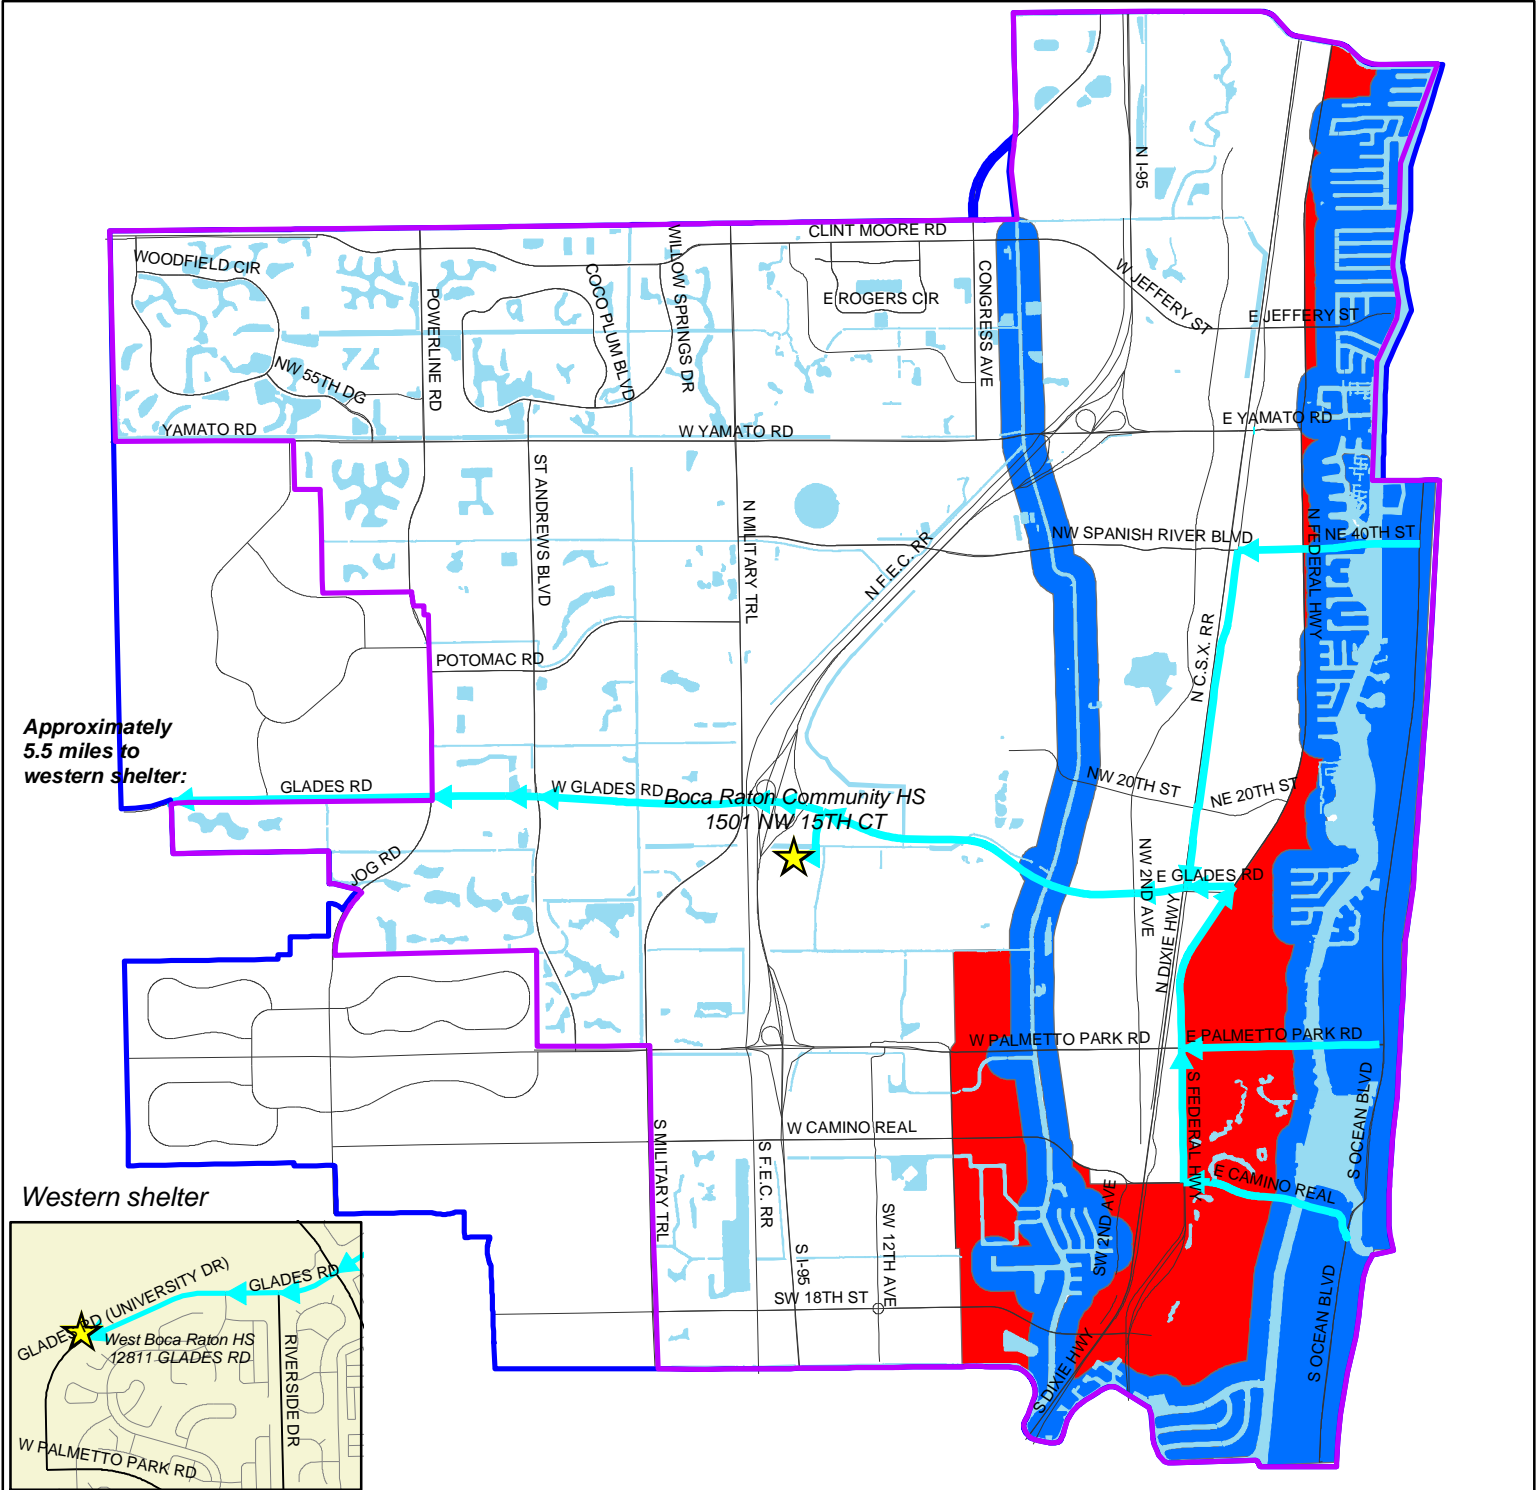 N I-95
CLINT MOORE RD
WOODFIELD CIR
WILLOW SPRINGS DR
COCO PLUM BLVD
POWERLINE RD
E ROGERS CIR
CONGRESS AVE
W JEFFERY ST
E JEFFERY ST
NW 55TH DG
YAMATO RD
W YAMATO RD
E YAMATO RD
ST ANDREWS BLVD
N MILITARY TRL
N F.E.C. RR
NW SPANISH RIVER BLVD
N FEDERAL HWY
NE 40TH ST
N C.S.X. RR
POTOMAC RD
Approximately
5.5 miles to
western shelter:
GLADES RD
W GLADES RD
Boca Raton Community HS
1501 NW 15TH CT
NW 20TH ST
NE 20TH ST
JOG RD
NW 2ND AVE
E GLADES RD
N DIXIE HWY
W PALMETTO PARK RD
E PALMETTO PARK RD
S OCEAN BLVD
S FEDERAL HWY
W CAMINO REAL
E CAMINO REAL
S MILITARY TRL
S F.E.C. RR
S I-95
SW 12TH AVE
SW 2ND AVE
SW 18TH ST
S OCEAN BLVD
S DIXIE HWY
Western shelter
GLADES RD (UNIVERSITY DR)
GLADES RD
West Boca Raton HS
12811 GLADES RD
RIVERSIDE DR
W PALMETTO PARK RD